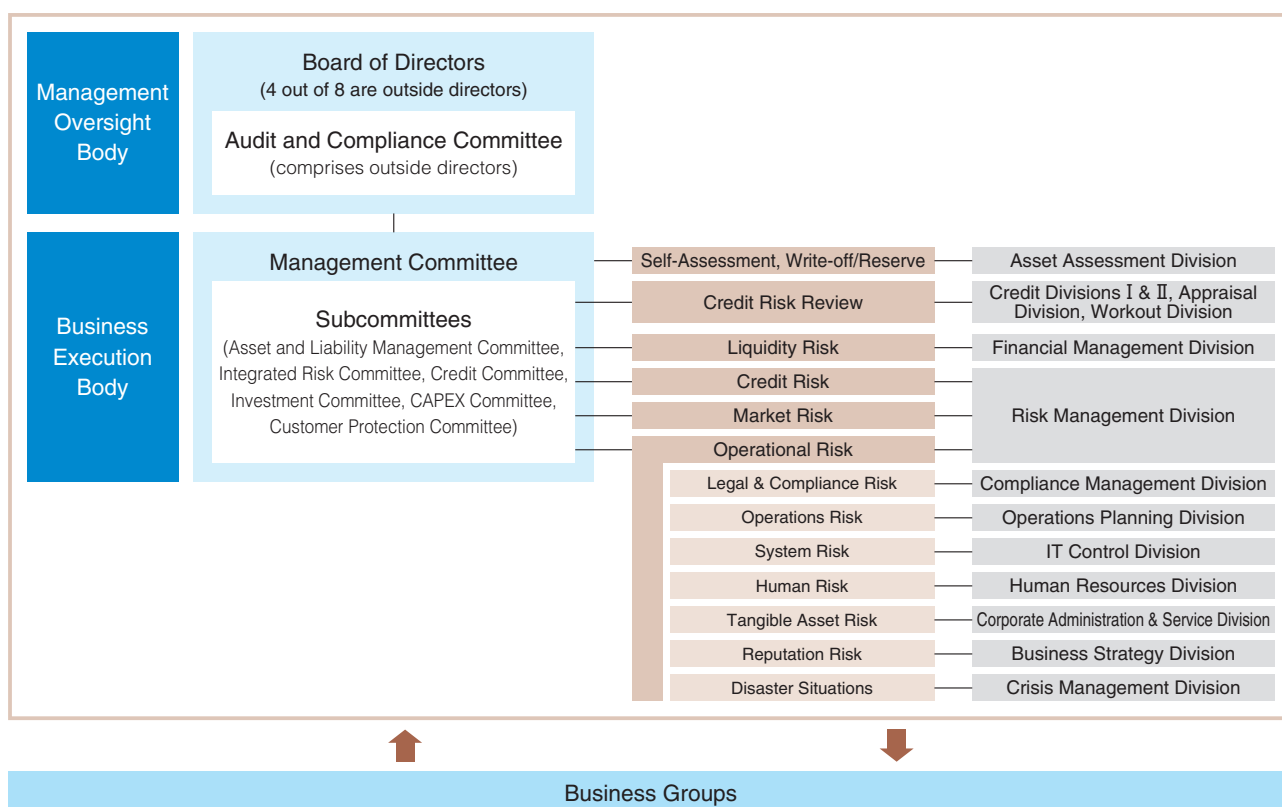 Management
Oversight
Body
Board of Directors
(4 out of 8 are outside directors)
Audit and Compliance Committee
(comprises outside directors)
Business
Execution
Body
Management Committee
Subcommittees
(Asset and Liability Management Committee,
Integrated Risk Committee, Credit Committee,
Investment Committee, CAPEX Committee,
Customer Protection Committee)
Self-Assessment, Write-off/Reserve
Asset Assessment Division
Credit Risk Review
Credit Divisions Ⅰ & Ⅱ, Appraisal
Division, Workout Division
Liquidity Risk
Financial Management Division
Credit Risk
Market Risk
Operational Risk
Risk Management Division
Legal & Compliance Risk
Compliance Management Division
Operations Risk
Operations Planning Division
System Risk
IT Control Division
Human Risk
Human Resources Division
Tangible Asset Risk
Corporate Administration & Service Division
Reputation Risk
Business Strategy Division
Disaster Situations
Crisis Management Division
Business Groups